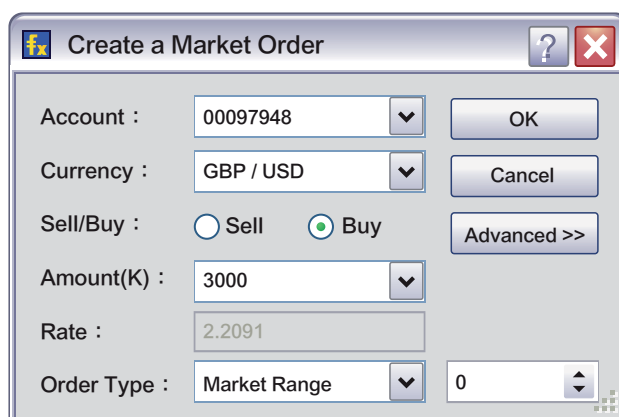 fx Create a Market Order ?
Account : 00097948 OK
Currency : GBP / USD Cancel
Sell/Buy : Sell Buy Advanced >>
Amount(K) : 3000
Rate : 2.2091
Order Type : Market Range 0